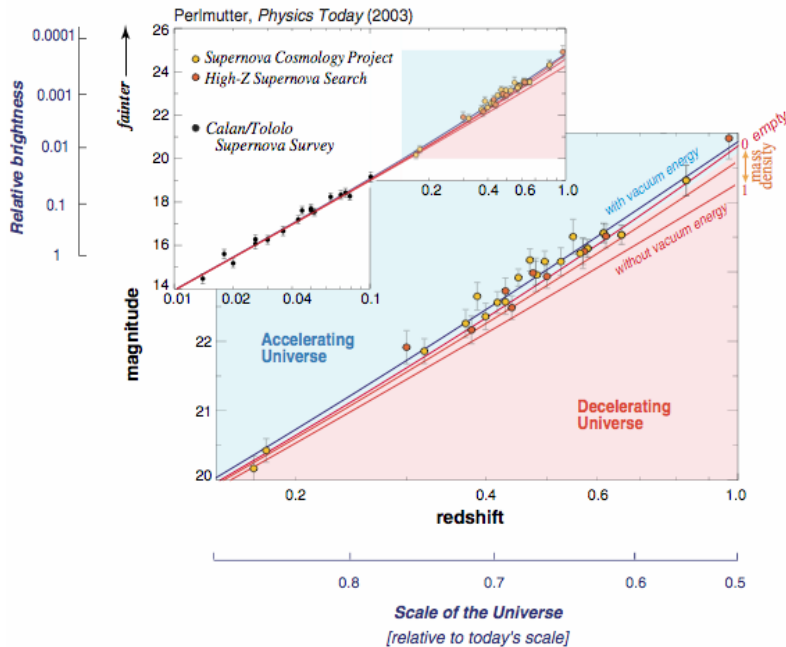 Perlmutter, Physics Today (2003)
0.0001
0.001
0.01
0.1
1
Relative brightness
fainter
magnitude
26
24
22
20
18
16
14
Supernova Cosmology Project
High-Z Supernova Search
Calan/Tololo
Supernova Survey
0.01
0.02
0.04
0.1
0.2
0.4
0.6
1.0
0 empty
1
mass
density
with vacuum energy
without vacuum energy
22
21
20
Accelerating
Universe
Decelerating
Universe
0.2
0.4
0.6
1.0
redshift
0.8
0.7
0.6
0.5
Scale of the Universe
[relative to today's scale]